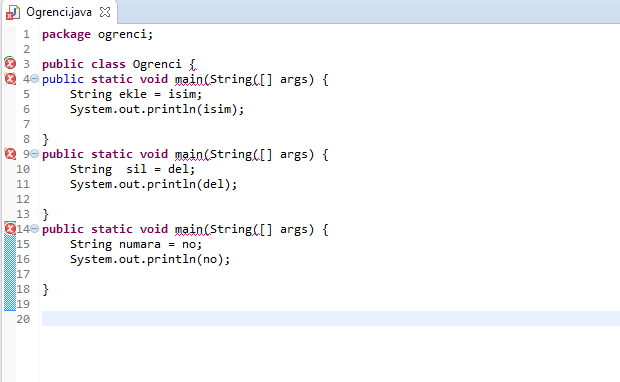 Ogrenci.java
1 package ogrenci;
2
3 public class Ogrenci {
4 public static void main(String([] args) {
5 String ekle = isim;
6 System.out.println(isim);
7
8 }
9 public static void main(String([] args) {
10 String  sil = del;
11 System.out.println(del);
12
13 }
14 public static void main(String([] args) {
15 String numara = no;
16 System.out.println(no);
17
18 }
19
20